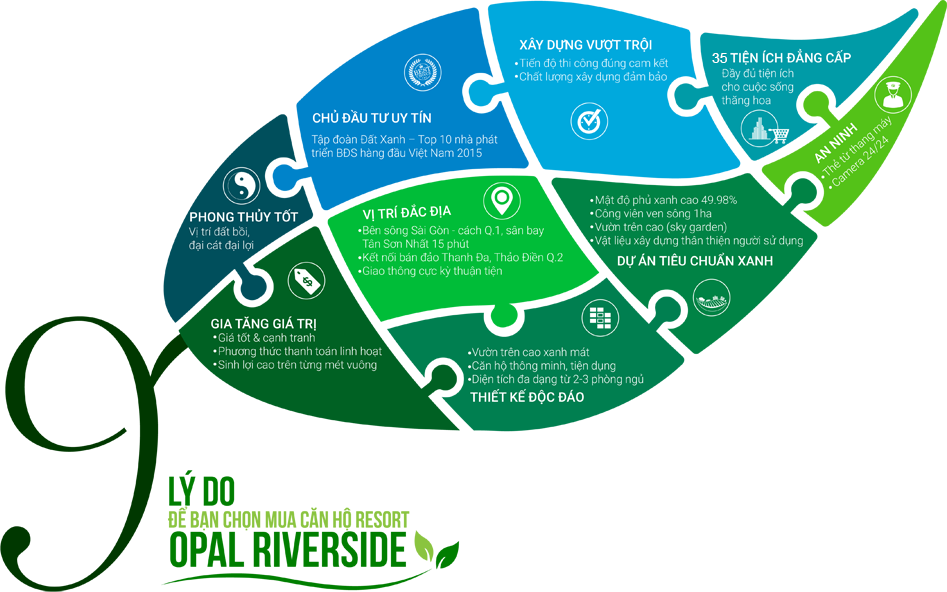 XÂY DỰNG VƯỢT TRỘI
•Tiến độ thi công đúng cam kết
•Chất lượng xây dựng đảm bảo
35 TIỆN ÍCH ĐẲNG CẤP
Đầy đủ tiện ích
cho cuộc sống
thăng hoa
BEST
CHỦ ĐẦU TƯ UY TÍN
Tập đoàn Đất Xanh – Top 10 nhà phát
triển BĐS hàng đầu Việt Nam 2015
AN NINH
•Thẻ từ thang máy
•Camera 24/24
PHONG THỦY TỐT
Vị trí đất bồi,
đại cát đại lợi
VỊ TRÍ ĐẮC ĐỊA
•Bên sông Sài Gòn - cách Q.1, sân bay
Tân Sơn Nhất 15 phút
•Kết nối bán đảo Thanh Đa, Thảo Điền Q.2
•Giao thông cực kỳ thuận tiện
•Mật độ phủ xanh cao 49.98%
•Công viên ven sông 1ha
•Vườn trên cao (sky garden)
•Vật liệu xây dựng thân thiện người sử dụng
DỰ ÁN TIÊU CHUẨN XANH
GIA TĂNG GIÁ TRỊ
•Giá tốt & cạnh tranh
•Phương thức thanh toán linh hoạt
•Sinh lợi cao trên từng mét vuông
•Vườn trên cao xanh mát
•Căn hộ thông minh, tiện dụng
•Diện tích đa dạng từ 2-3 phòng ngủ
THIẾT KẾ ĐỘC ĐÁO
9
LÝ DO
ĐỂ BẠN CHỌN MUA CĂN HỘ RESORT
OPAL RIVERSIDE